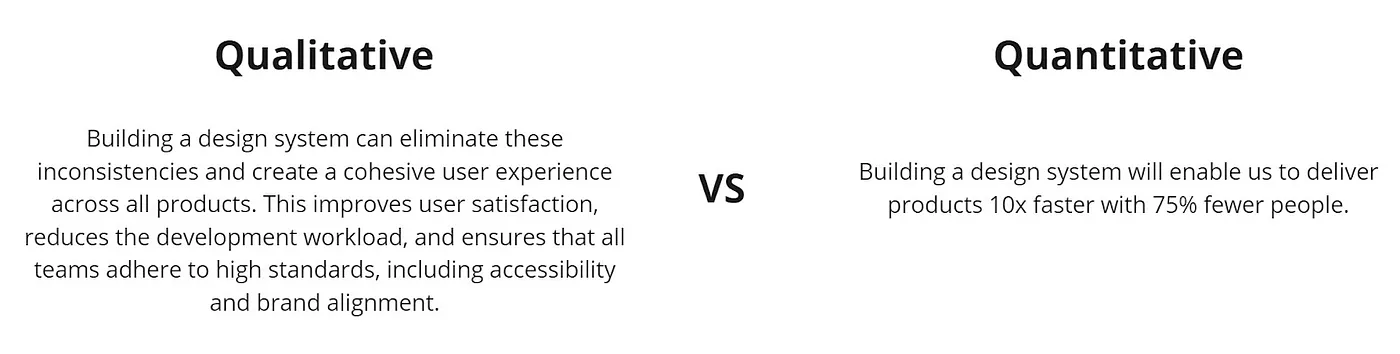 Qualitative
Building a design system can eliminate these
inconsistencies and create a cohesive user experience
across all products. This improves user satisfaction,
reduces the development workload, and ensures that all
teams adhere to high standards, including accessibility
and brand alignment.
VS
Quantitative
Building a design system will enable us to deliver
products 10x faster with 75% fewer people.